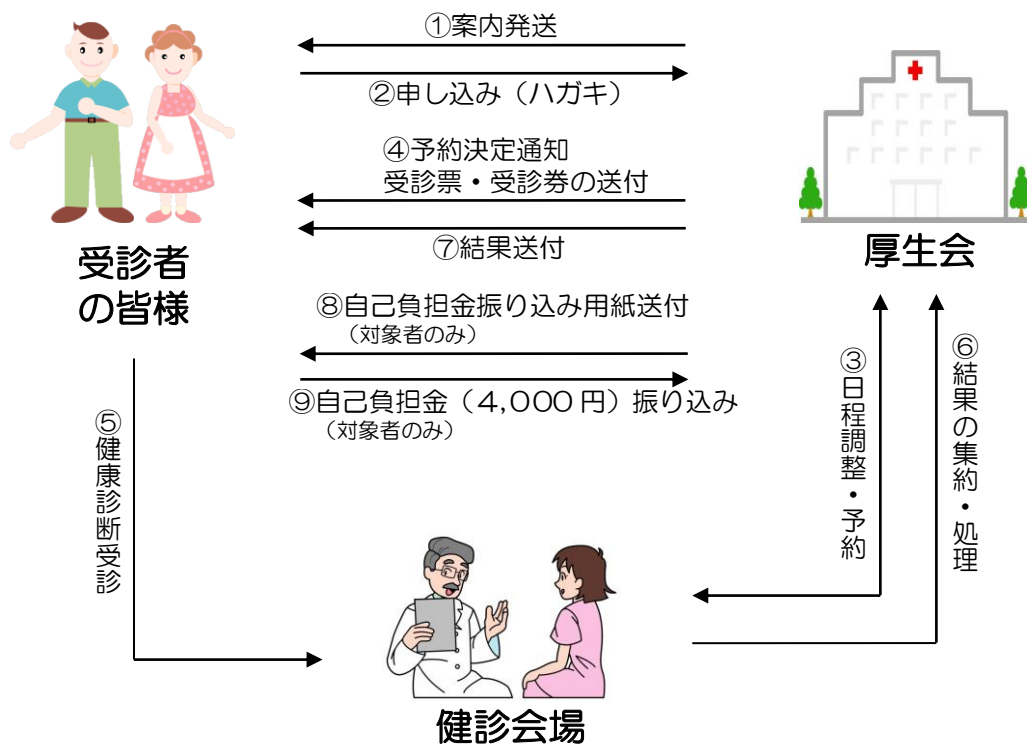 ①案内発送
②申し込み（ハガキ）
④予約決定通知
受診票・受診券の送付
⑦結果送付
受診者
の皆様
厚生会
⑧自己負担金振り込み用紙送付
（対象者のみ）
⑨自己負担金（4,000円）振り込み
（対象者のみ）
⑤健康診断受診
③日程調整・予約
⑥結果の集約・処理
健診会場